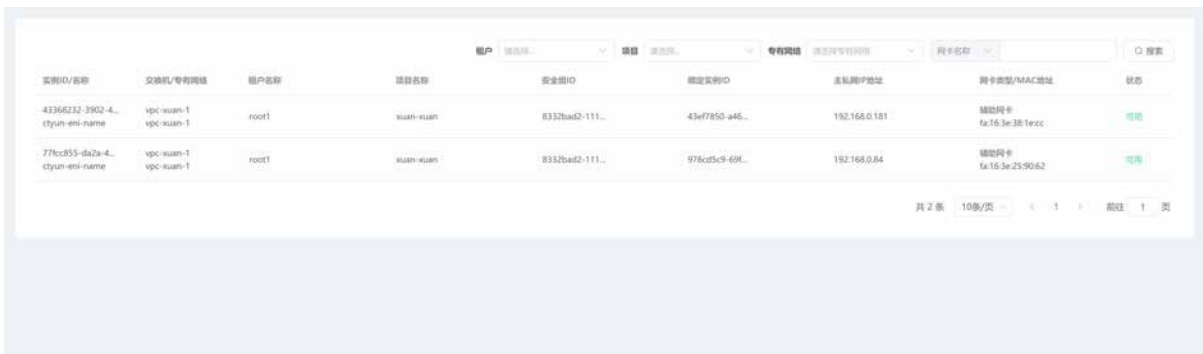 租户 请选择... 项目 请选择... 专有网络 请选择专有网络 网卡名称 搜索
实例ID/名称 交换机/专有网络 租户名称 项目名称 安全组ID 绑定实例ID 主私网IP地址 网卡类型/MAC地址 状态
43368232-3902-4... vpc-xuan-1 root1 xuan-xuan 8332bad2-111... 43ef7850-a46... 192.168.0.181 辅助网卡 可用
ctyun-eni-name vpc-xuan-1 fa:16:3e:38:1e:cc
77fcc855-da2a-4... vpc-xuan-1 root1 xuan-xuan 8332bad2-111... 976cd5c9-69f... 192.168.0.84 辅助网卡 可用
ctyun-eni-name vpc-xuan-1 fa:16:3e:25:90:62
共 2 条 10条/页 < 1 > 前往 1 页